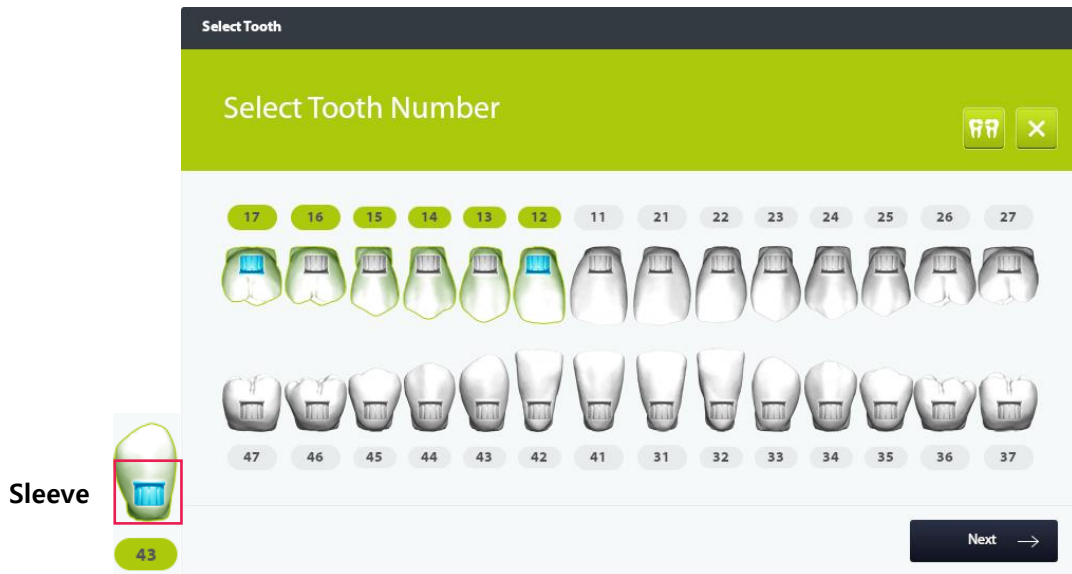 Select Tooth
Select Tooth Number
17 16 15 14 13 12 11 21 22 23 24 25 26 27
47 46 45 44 43 42 41 31 32 33 34 35 36 37
Sleeve
43
Next